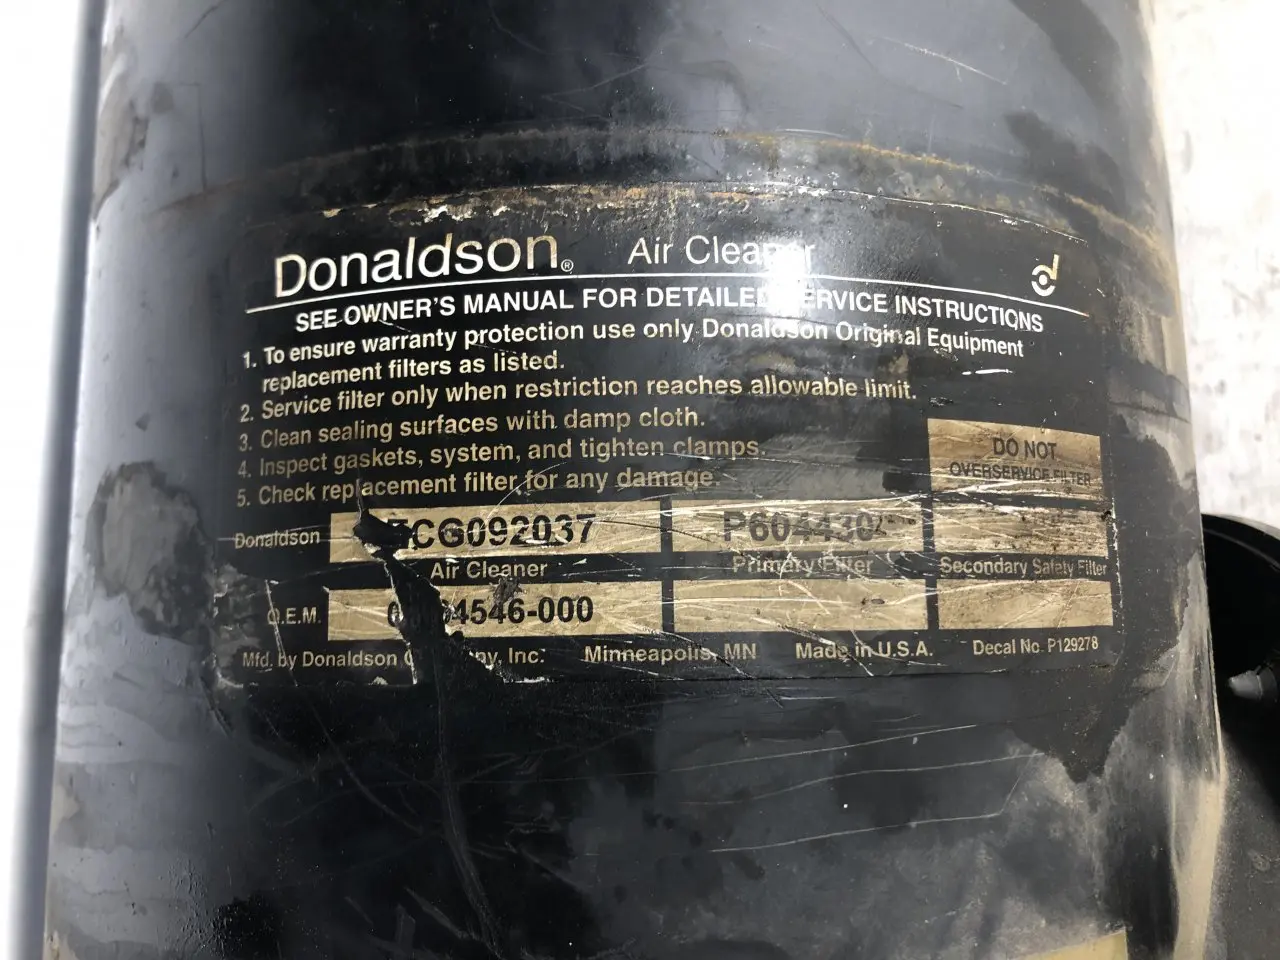 Donaldson® Air Cleaner
SEE OWNER'S MANUAL FOR DETAILED SERVICE INSTRUCTIONS
1. To ensure warranty protection use only Donaldson Original Equipment
replacement filters as listed.
2. Service filter only when restriction reaches allowable limit.
3. Clean sealing surfaces with damp cloth.
4. Inspect gaskets, system, and tighten clamps.
5. Check replacement filter for any damage.
DO NOT
OVERSERVICE FILTER
Donaldson
Air Cleaner Primary Filter Secondary Safety Filter
O.E.M.
Mfd. by Donaldson Company, Inc. Minneapolis, MN Made in U.S.A. Decal No. P129278